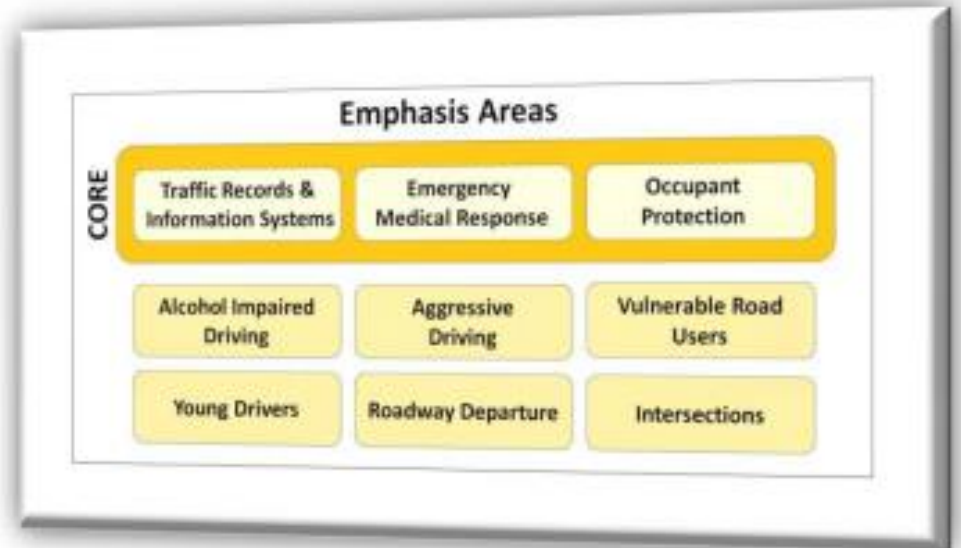 Emphasis Areas
CORE
Traffic Records &
Information Systems
Emergency
Medical Response
Occupant
Protection
Alcohol Impaired
Driving
Aggressive
Driving
Vulnerable Road
Users
Young Drivers
Roadway Departure
Intersections